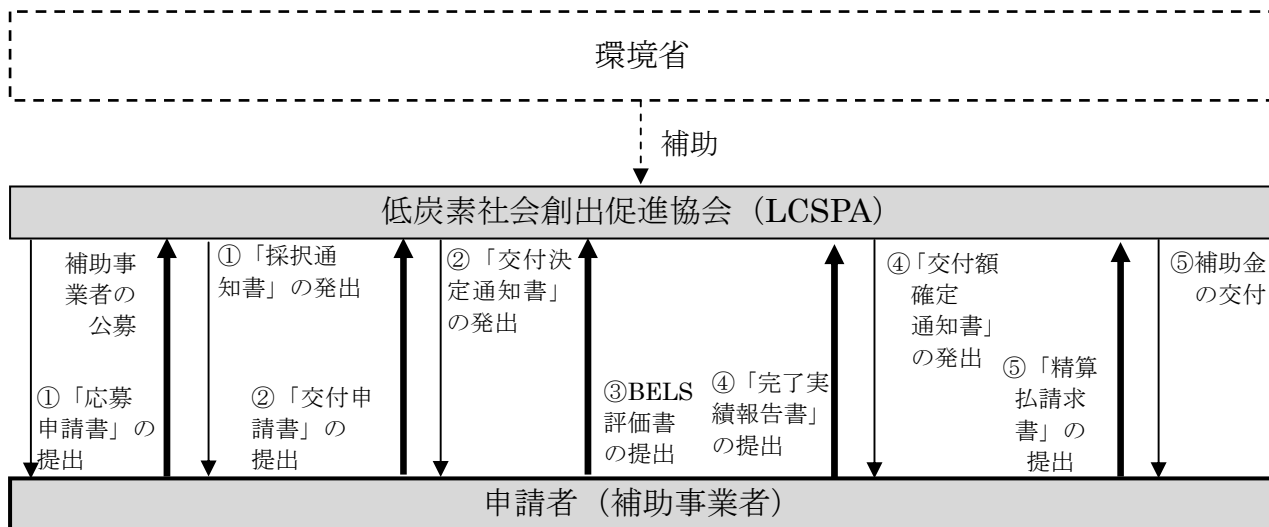 環境省
補助
低炭素社会創出促進協会（LCSPA）
補助事
業者の
公募
①「応募
申請書」の
提出
①「採択通
知書」の発出
②「交付申
請書」の
提出
②「交付決
定通知書」
の発出
③BELS
評価書
の提出
④「完了実
績報告書」
の提出
④「交付額
確定
通知書」
の発出
⑤「精算
払請求
書」の
提出
⑤補助金
の交付
申請者（補助事業者）